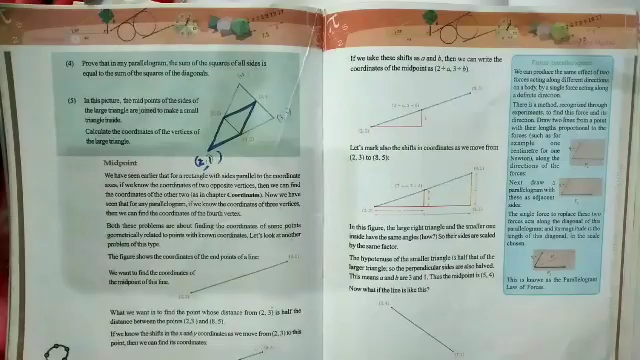 (4) Prove that in any parallelogram, the sum of the squares of all sides is
equal to the sum of the squares of the diagonals.
(5) In this picture, the mid points of the sides of
the large triangle are joined to make a small
triangle inside.
Calculate the coordinates of the vertices of
the large triangle.
Midpoint
We have seen earlier that for a rectangle with sides parallel to the coordinate
axes, if we know the coordinates of two opposite vertices, then we can find
the coordinates of the other two (as in chapter Coordinates). Now we have
seen that for any parallelogram, if we know the coordinates of three vertices,
then we can find the coordinates of the fourth vertex.
Both these problems are about finding the coordinates of some points
geometrically related to points with known coordinates. Let's look at another
problem of this type.
The figure shows the coordinates of the end points of a line:
We want to find the coordinates
of the midpoint of this line.
What we want is to find the point whose distance from (2, 3) is half the
distance between the points (2,3) and (8, 5).
If we know the shifts in the x and y coordinates as we move from (2, 3) to this
point, then we can find its coordinates.
If we take these shifts as a and b, then we can write the
coordinates of the midpoint as (2 + a, 3 + b).
Let's mark also the shifts in coordinates as we move from
(2, 3) to (8, 5):
In this figure, the large right triangle and the smaller one
inside have the same angles (how?) So their sides are scaled
by the same factor.
The hypotenuse of the smaller triangle is half that of the
larger triangle; so the perpendicular sides are also halved.
This means a and b are 3 and 1. Thus the midpoint is (5, 4)
Now what if the line is like this?
We can produce the same effect of two
forces acting along different directions
on a body, by a single force acting along
a definite direction.
There is a method, recognized through
experiments, to find this force and its
direction. Draw two lines from a point
with their lengths proportional to the
forces (such as for
example one
centimetre for one
Newton), along the
directions of the
forces:
Next draw a
parallelogram with
these as adjacent
sides:
The single force to replace these two
forces acts along the diagonal of this
parallelogram; and its magnitude is the
length of this diagonal, in the scale
chosen.
This is known as the Parallelogram
Law of Forces.